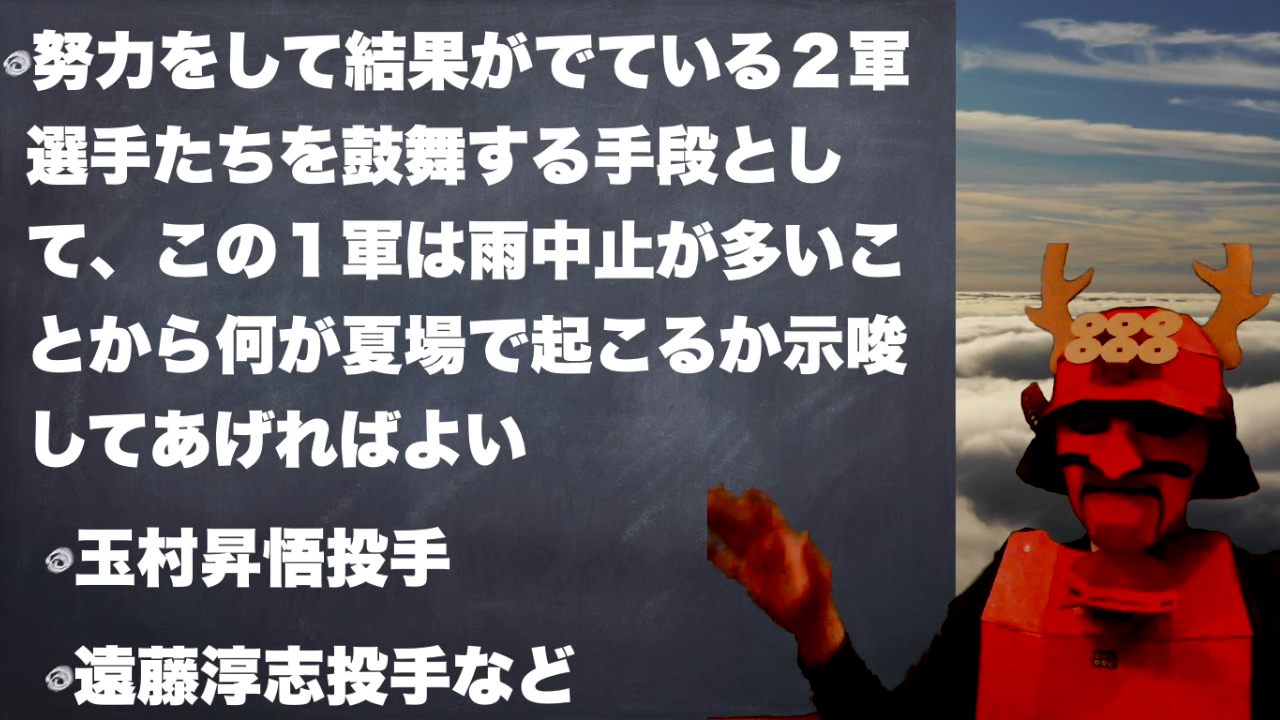 努力をして結果がでている２軍
選手たちを鼓舞する手段とし
て、この１軍は雨中止が多いこ
とから何が夏場で起こるか示唆
してあげればよい
玉村昇悟投手
遠藤淳志投手など